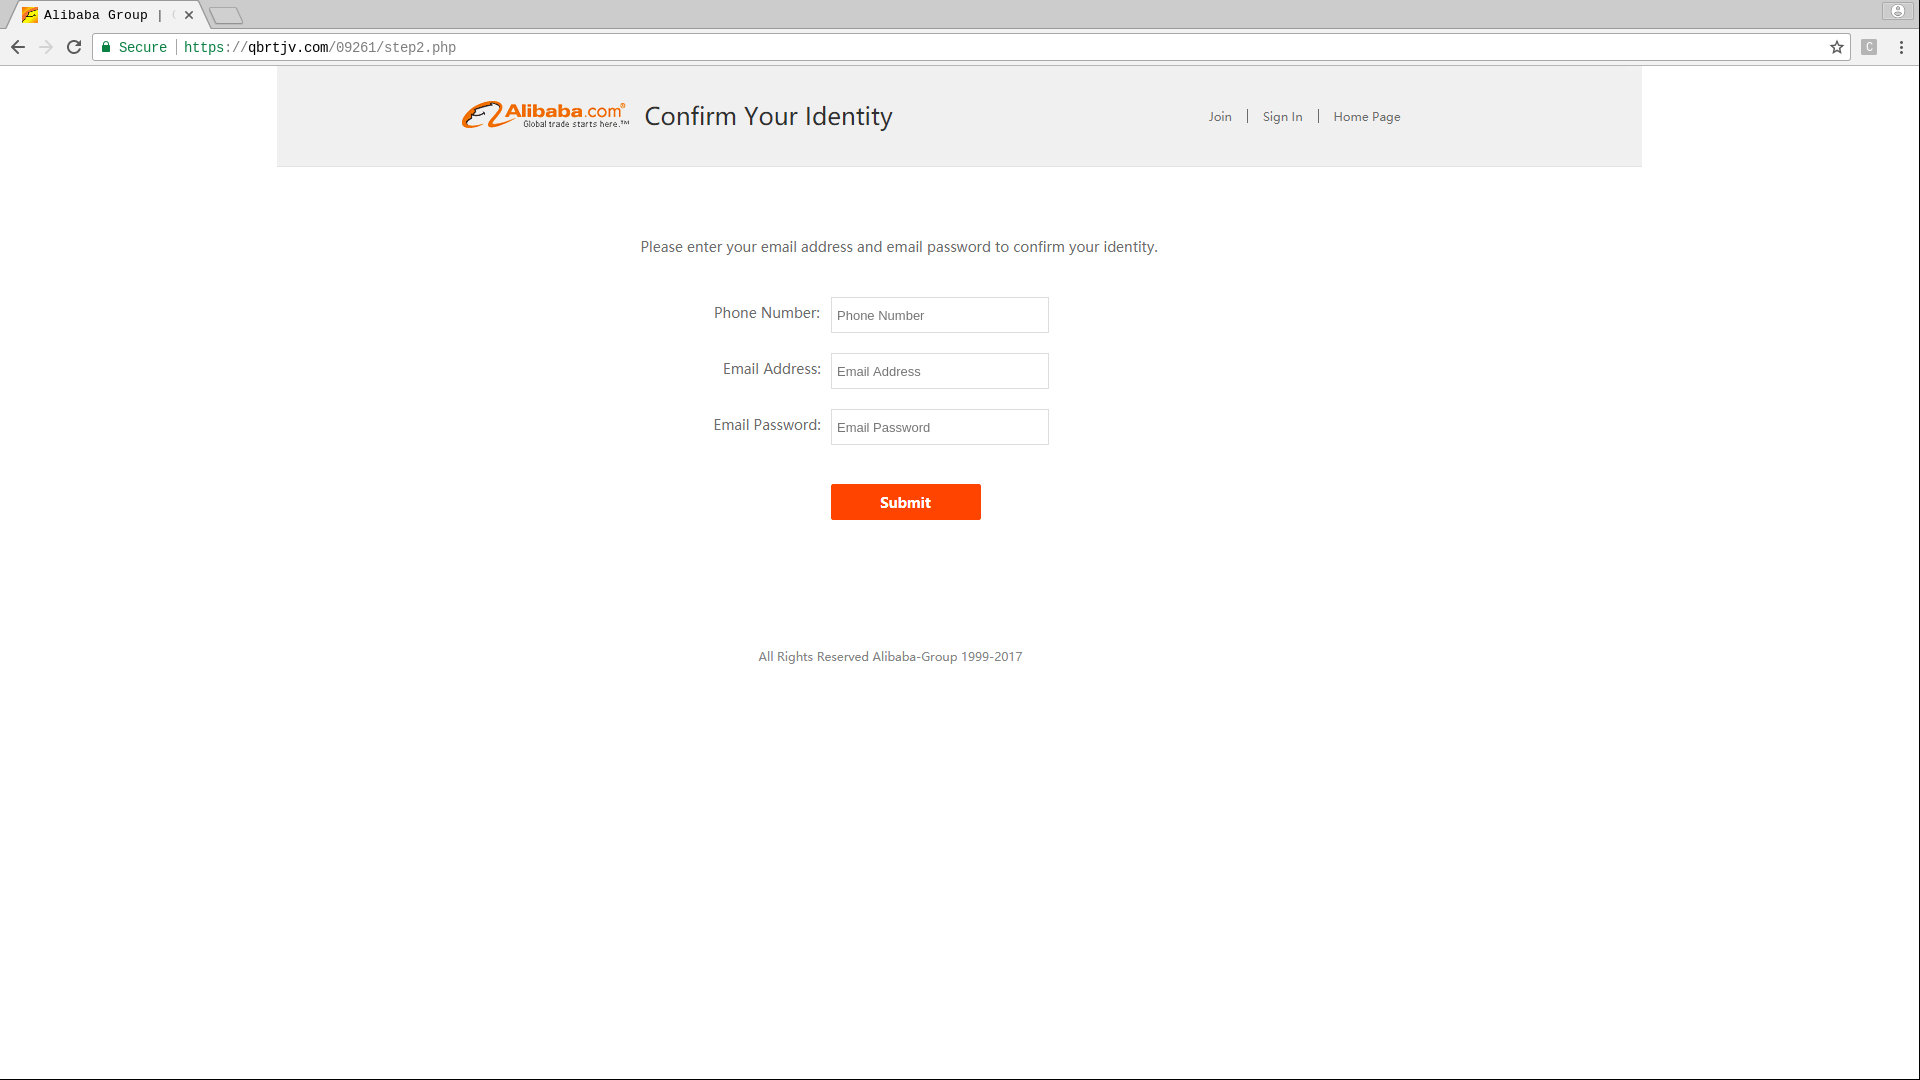 Alibaba Group |
Secure | https://qbrtjv.com/09261/step2.php
C
Alibaba.com®
Global trade starts here.™
Confirm Your Identity
Join | Sign In | Home Page
Please enter your email address and email password to confirm your identity.
Phone Number: Phone Number
Email Address: Email Address
Email Password: Email Password
Submit
All Rights Reserved Alibaba-Group 1999-2017